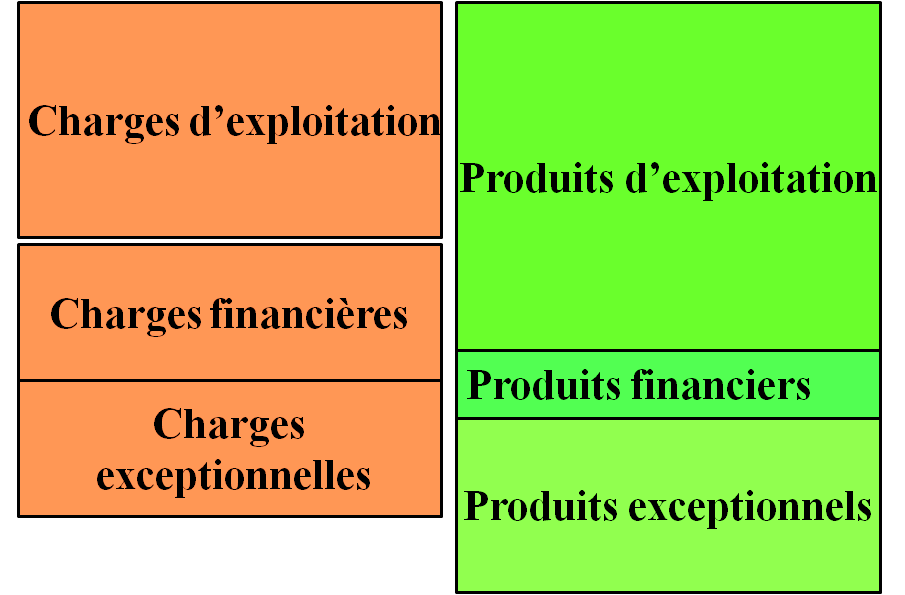 Charges d’exploitation
Charges financières
Charges
exceptionnelles
Produits d’exploitation
Produits financiers
Produits exceptionnels